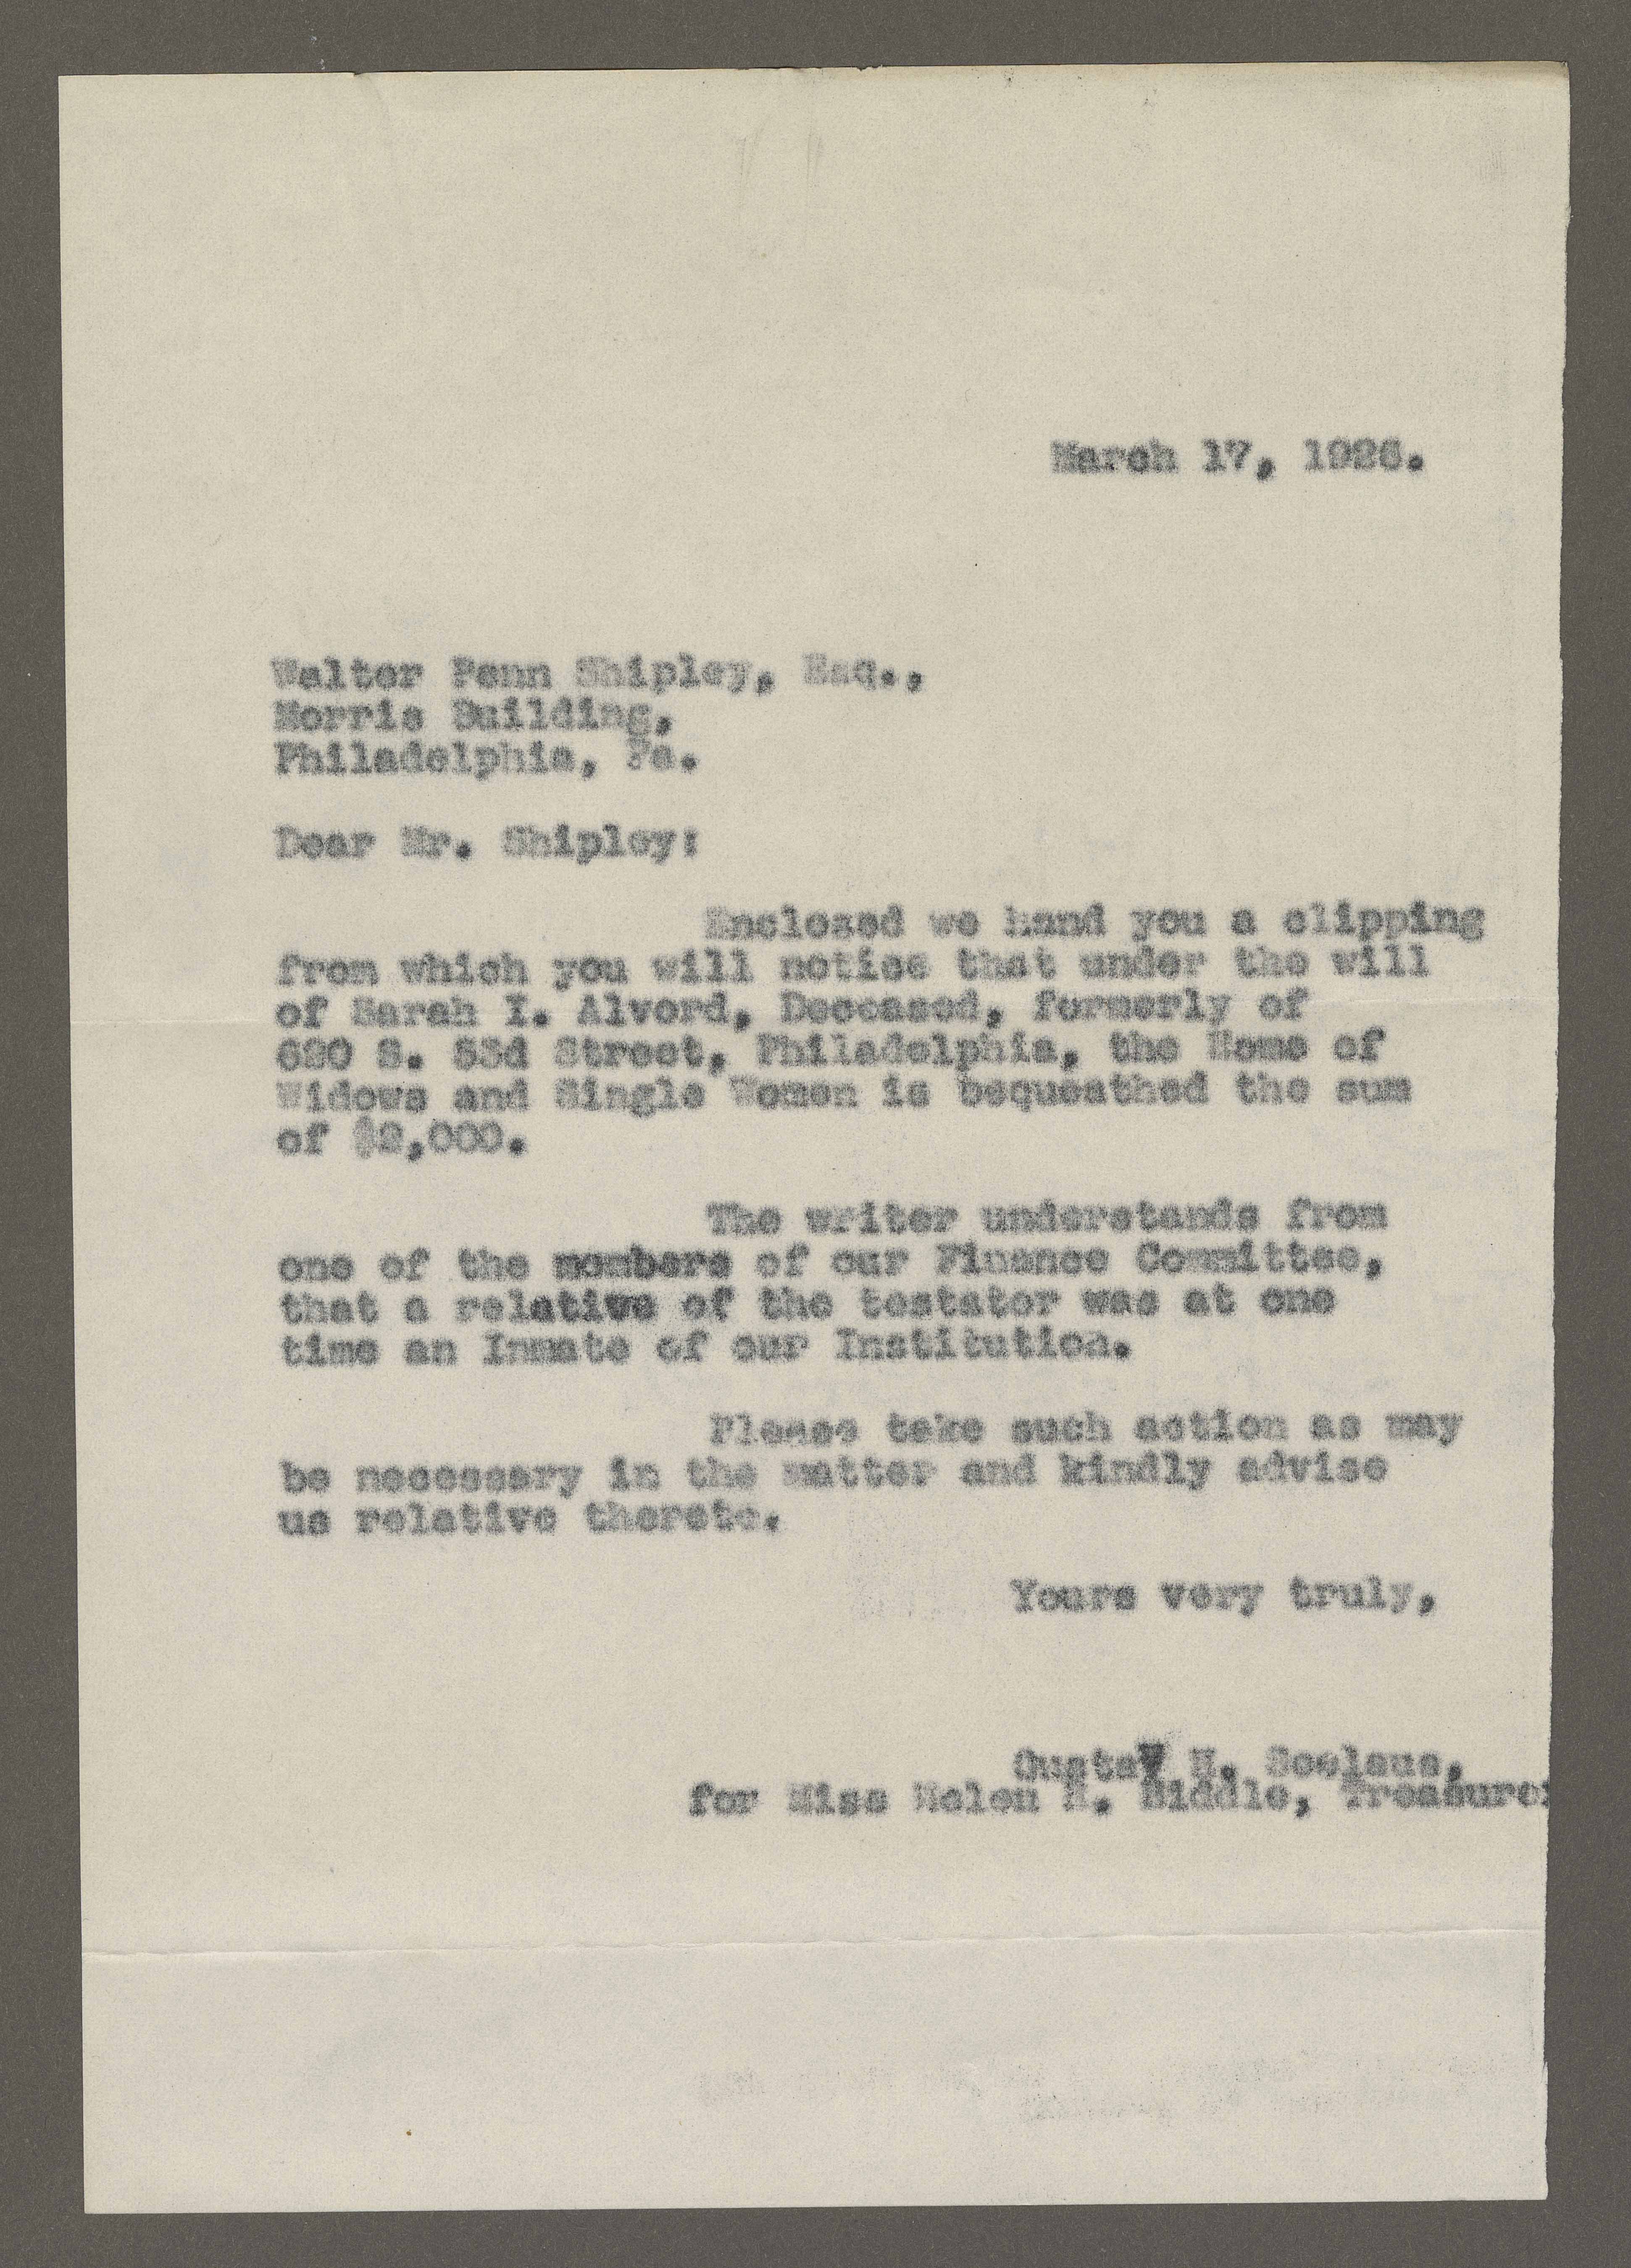 March 17, 1926.
Walter Penn Shipley, Esq.,
Morris Building,
Philadelphia, Pa.
Dear Mr. Shipley:
Enclosed we hand you a clipping
from which you will notice that under the will
of Sarah I. Alvord, Deceased, formerly of
S. 53d Street, Philadelphia, the Home of
Widows and Single Women is bequeathed the sum
of $2,000.
The writer understands from
one of the members of our Finance Committee,
that a relative of the testator was at one
time an Inmate of our Institution.
Please take such action as may
be necessary in the matter and kindly advise
us relative thereto.
Yours very truly,
Gustav H.
for Miss Helen H. Biddle, Treasurer